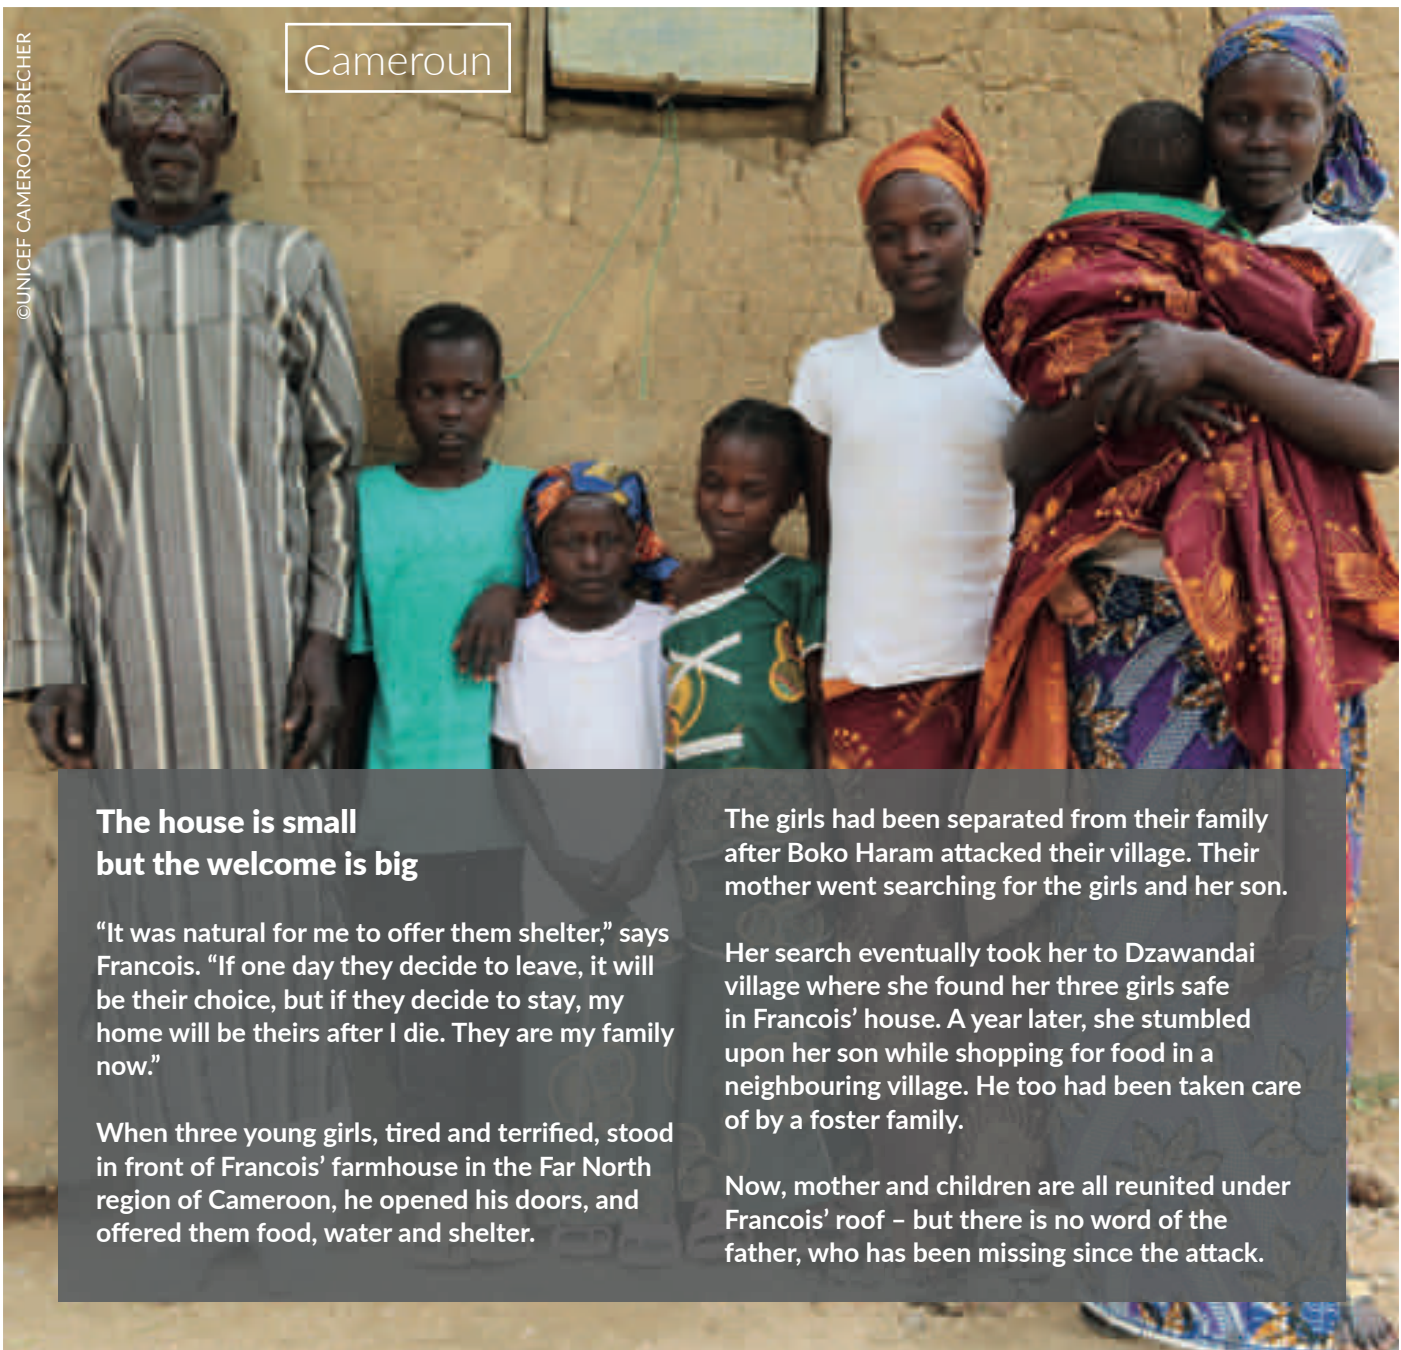 ©UNICEF CAMEROON/BRECHER
Cameroun
The house is small
but the welcome is big
“It was natural for me to offer them shelter,” says
Francois. “If one day they decide to leave, it will
be their choice, but if they decide to stay, my
home will be theirs after I die. They are my family
now.”
When three young girls, tired and terrified, stood
in front of Francois’ farmhouse in the Far North
region of Cameroon, he opened his doors, and
offered them food, water and shelter.
The girls had been separated from their family
after Boko Haram attacked their village. Their
mother went searching for the girls and her son.
Her search eventually took her to Dzawandai
village where she found her three girls safe
in Francois’ house. A year later, she stumbled
upon her son while shopping for food in a
neighbouring village. He too had been taken care
of by a foster family.
Now, mother and children are all reunited under
Francois’ roof – but there is no word of the
father, who has been missing since the attack.